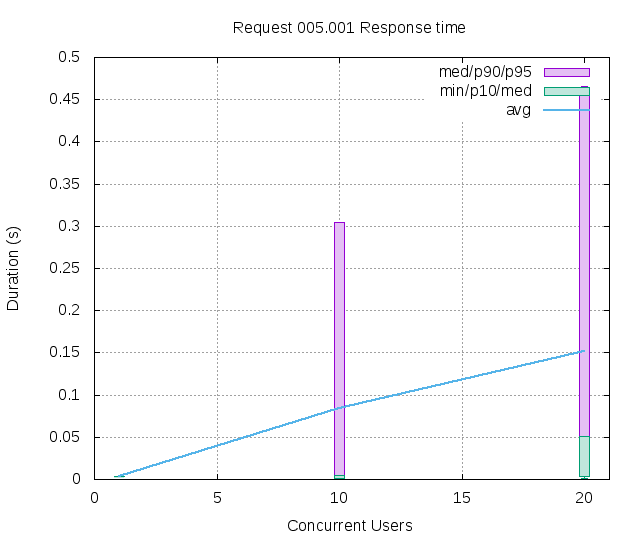 Request 005.001 Response time
0.5
0.45
0.4
0.35
0.3
0.25
0.2
0.15
0.1
0.05
0
0 5 10 15 20
Duration (s)
Concurrent Users
med/p90/p95
min/p10/med
avg